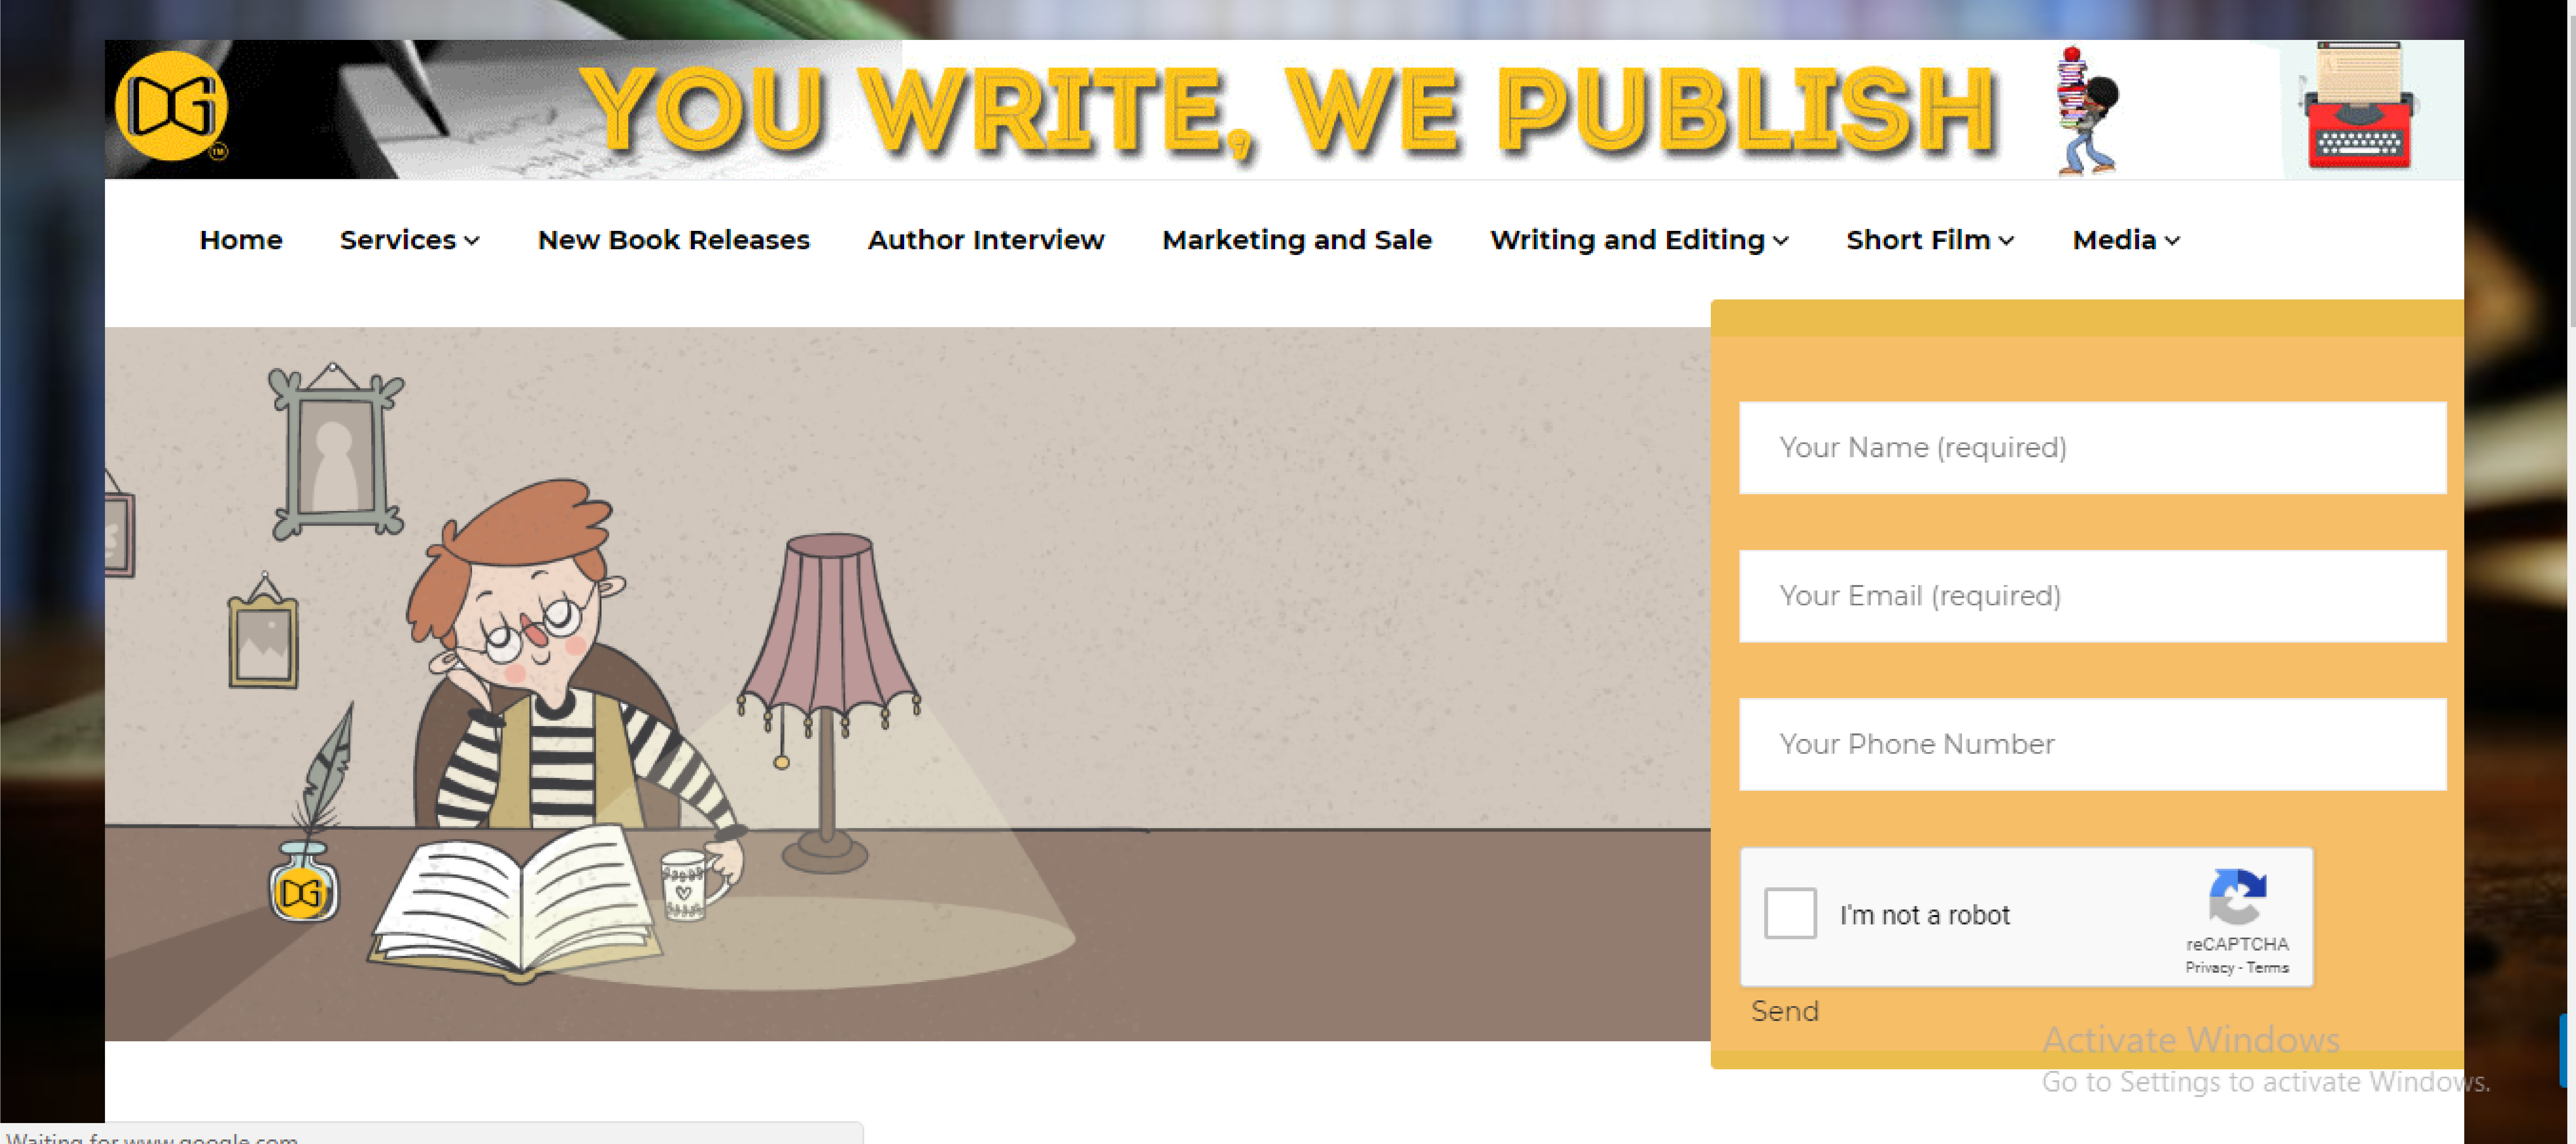 DG
TM
YOU WRITE, WE PUBLISH
Home Services New Book Releases Author Interview Marketing and Sale Writing and Editing Short Film Media
Your Name (required)
Your Email (required)
Your Phone Number
DG
I'm not a robot
reCAPTCHA
Privacy - Terms
Send
Activate Windows
Go to Settings to activate Windows.
Waiting for www.google.com